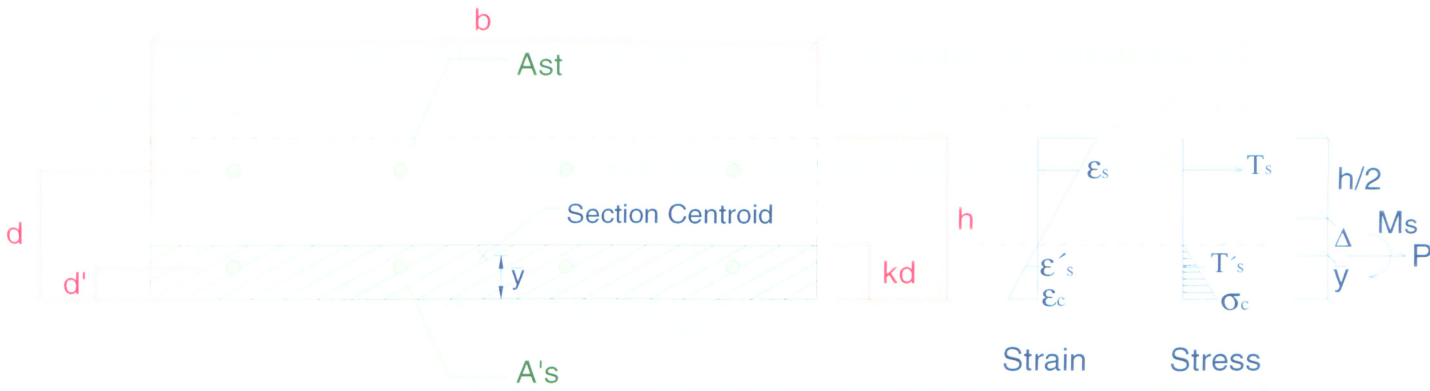 b
Ast
εs
Ts
h/2
Section Centroid
d
h
Ms
Δ
P
d'
y
kd
ε´s
T´s
y
εc
σc
Strain
Stress
A's